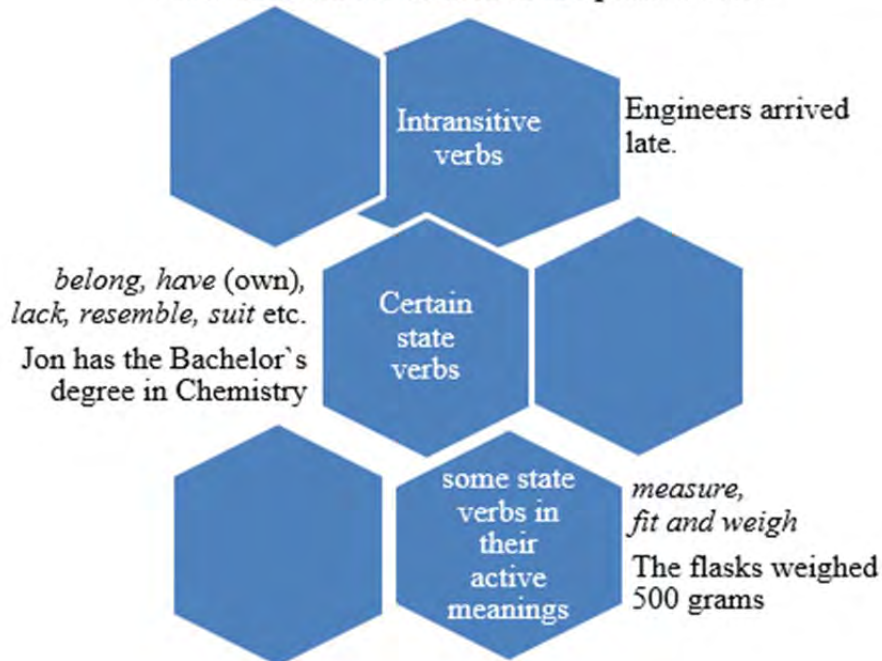 Intransitive
verbs
Engineers arrived
late.
belong, have (own),
lack, resemble, suit etc.
Jon has the Bachelor`s
degree in Chemistry
Certain
state
verbs
some state
verbs in
their
active
meanings
measure,
fit and weigh
The flasks weighed
500 grams